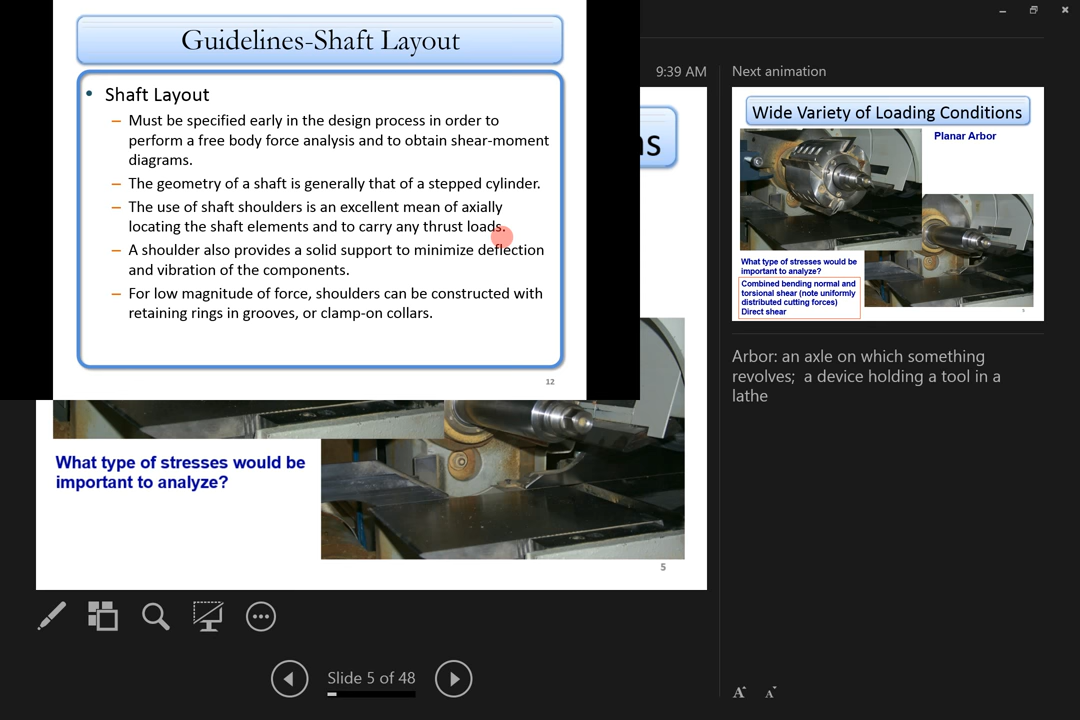 Guidelines-Shaft Layout
• Shaft Layout
– Must be specified early in the design process in order to
perform a free body force analysis and to obtain shear-moment
diagrams.
– The geometry of a shaft is generally that of a stepped cylinder.
– The use of shaft shoulders is an excellent mean of axially
locating the shaft elements and to carry any thrust loads.
– A shoulder also provides a solid support to minimize deflection
and vibration of the components.
– For low magnitude of force, shoulders can be constructed with
retaining rings in grooves, or clamp-on collars.
12
9:39 AM
ns
What type of stresses would be
important to analyze?
5
Slide 5 of 48
Next animation
Wide Variety of Loading Conditions
Planar Arbor
What type of stresses would be
important to analyze?
Combined bending normal and
torsional shear (note uniformly
distributed cutting forces)
Direct shear
5
Arbor: an axle on which something
revolves;  a device holding a tool in a
lathe
A A